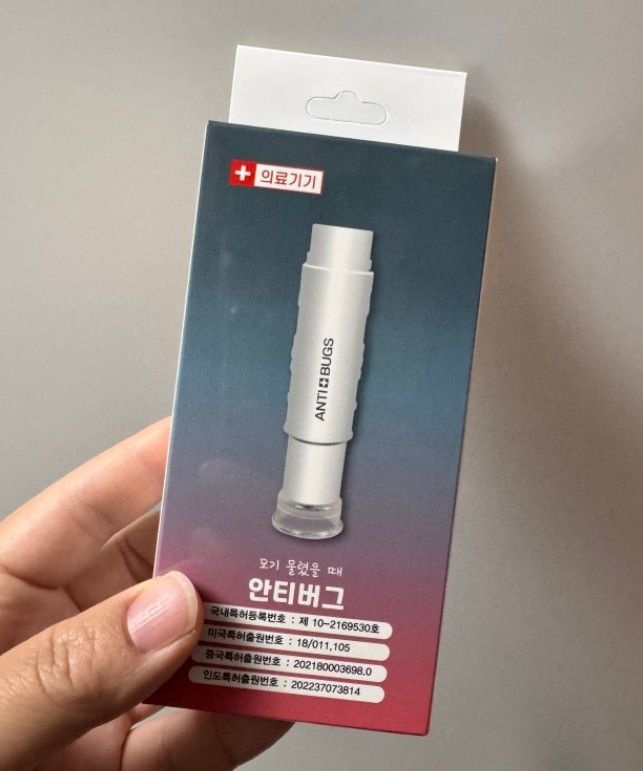 의료기기
ANTI+BUGS
모기 물렸을 때
안티버그
국내특허등록번호 : 제 10-2169530호
미국특허출원번호 : 18/011,105
중국특허출원번호 : 202180003698.0
인도특허출원번호 : 202237073814